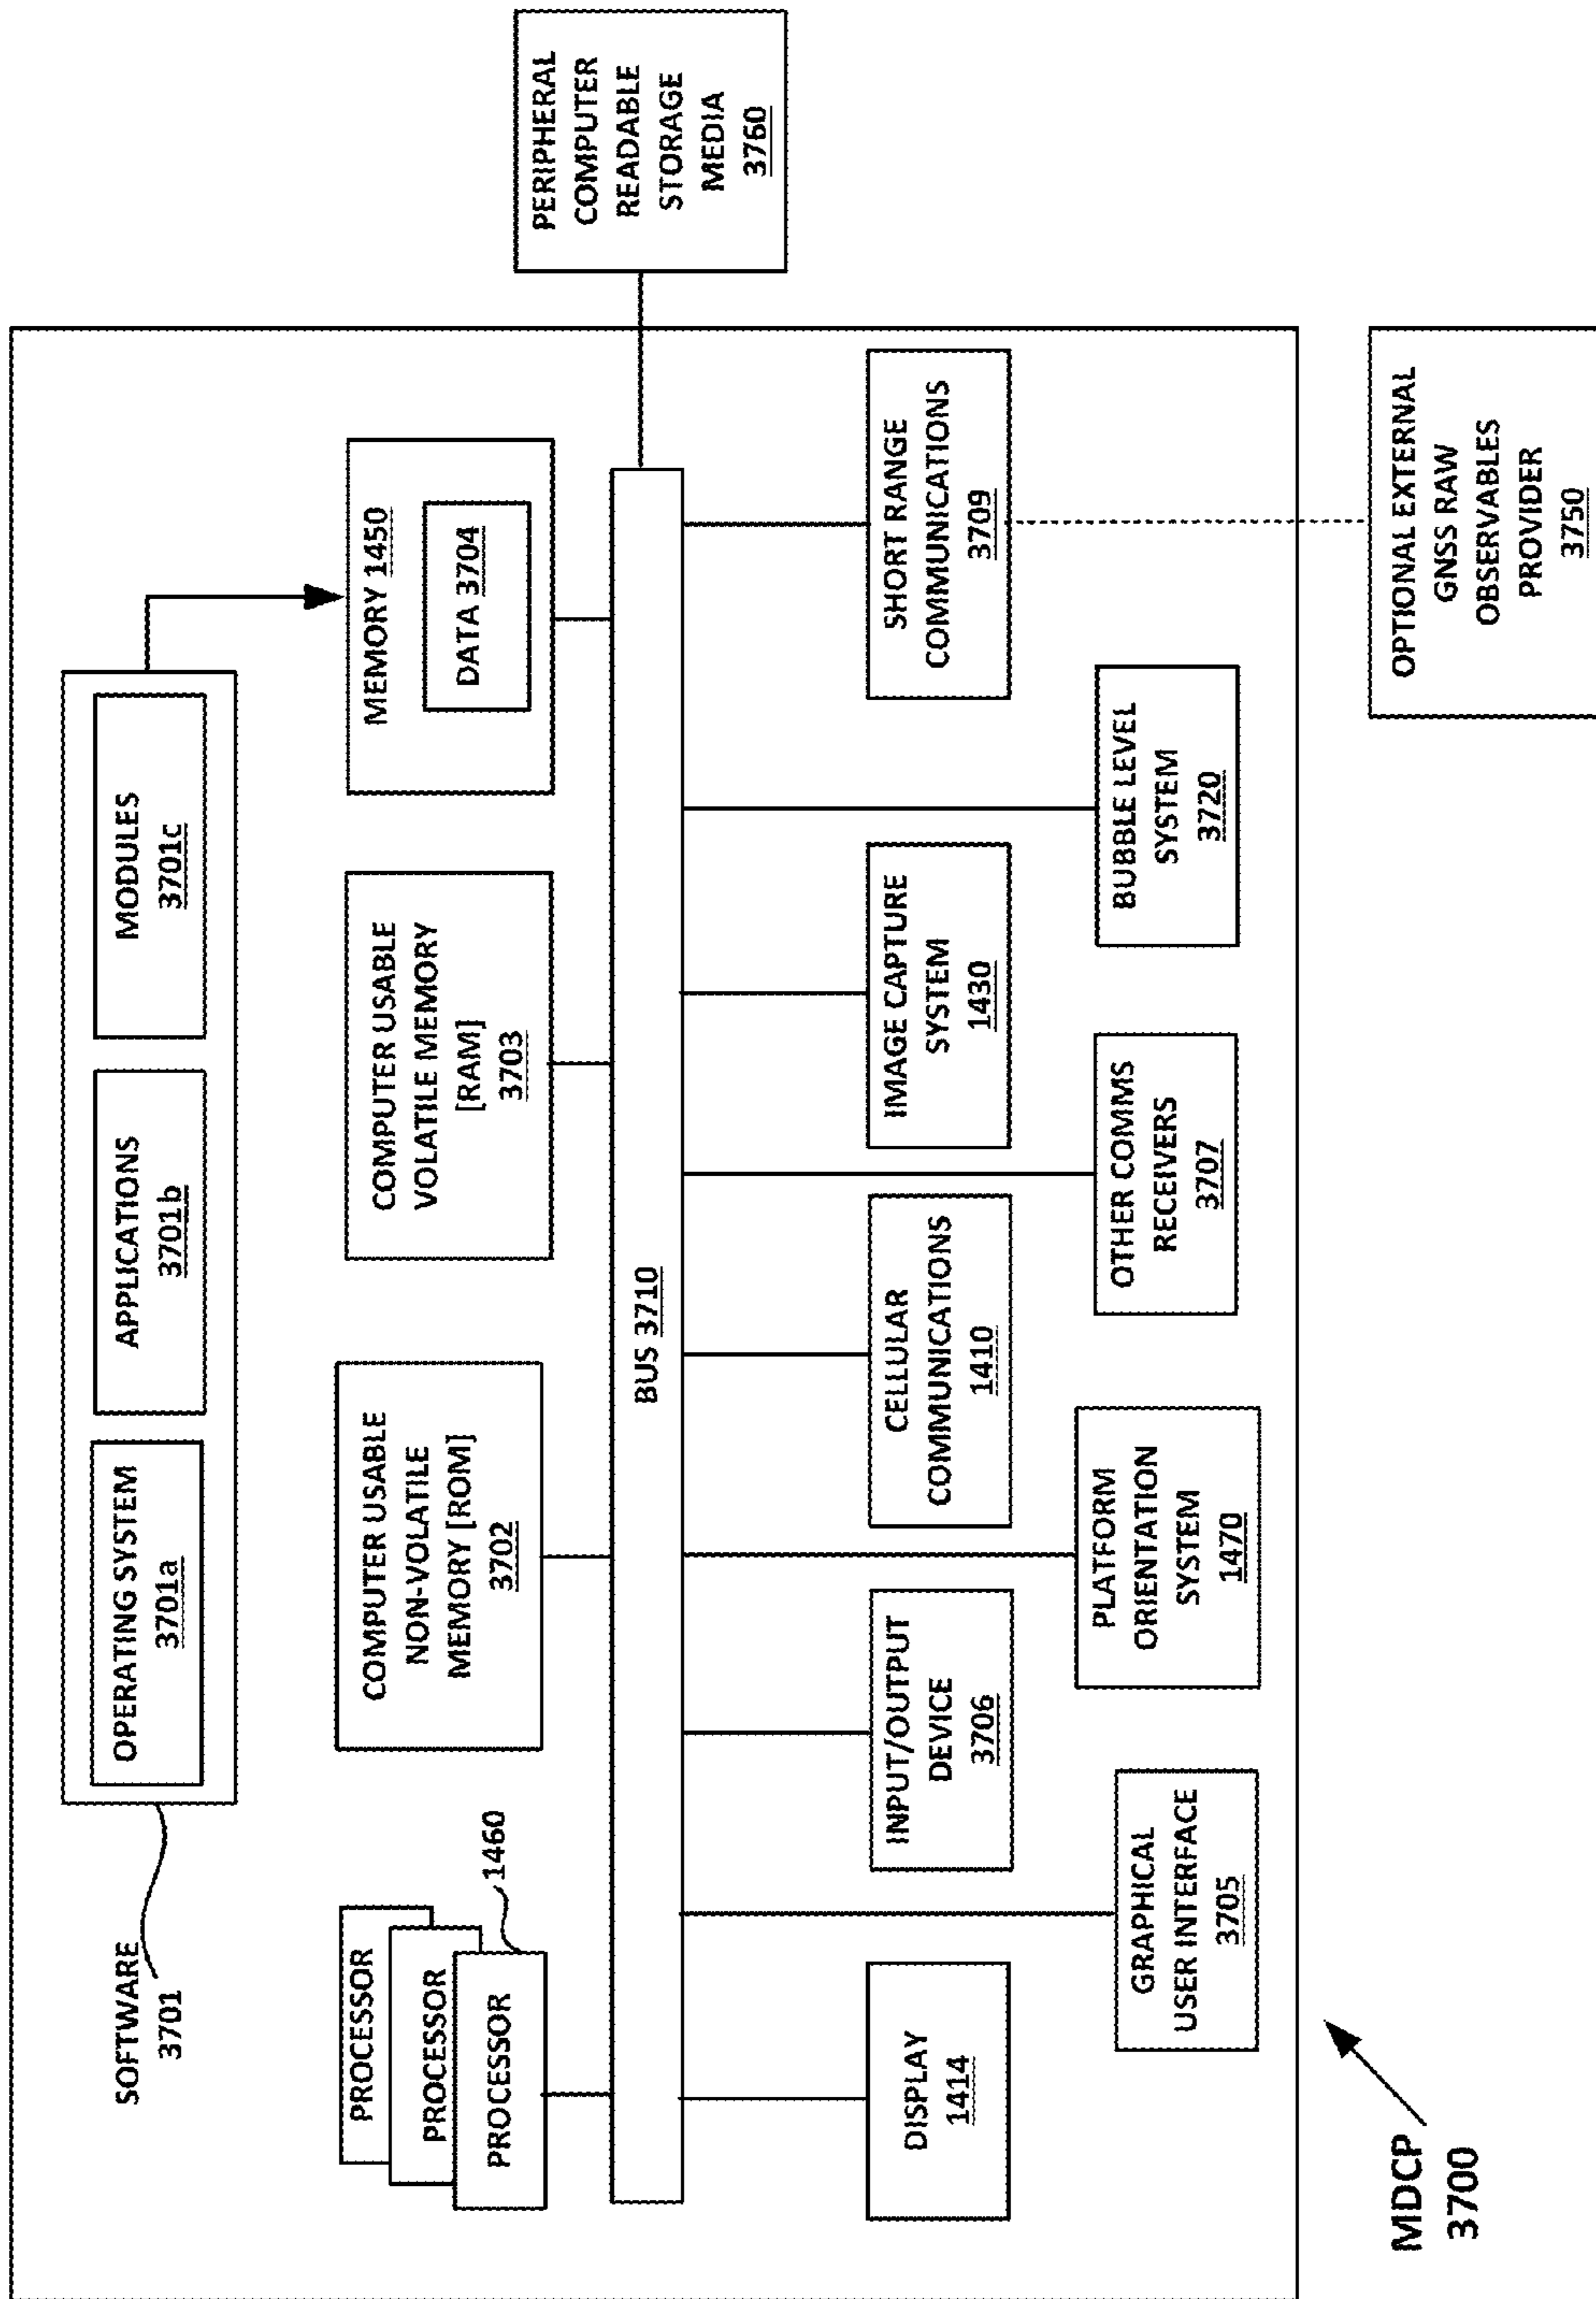 SOFTWARE
3701
OPERATING SYSTEM
3701a
APPLICATIONS
3701b
MODULES
3701c
PROCESSOR
PROCESSOR
PROCESSOR
1460
COMPUTER USABLE
NON-VOLATILE
MEMORY [ROM]
3702
COMPUTER USABLE
VOLATILE MEMORY
[RAM]
3703
MEMORY 1450
DATA 3704
BUS 3710
PERIPHERAL
COMPUTER
READABLE
STORAGE
MEDIA
3760
DISPLAY
1414
INPUT/OUTPUT
DEVICE
3706
CELLULAR
COMMUNICATIONS
1410
IMAGE CAPTURE
SYSTEM
1430
SHORT RANGE
COMMUNICATIONS
3709
GRAPHICAL
USER INTERFACE
3705
PLATFORM
ORIENTATION
SYSTEM
1470
OTHER COMMS
RECEIVERS
3707
BUBBLE LEVEL
SYSTEM
3720
MDCP
3700
OPTIONAL EXTERNAL
GNSS RAW
OBSERVABLES
PROVIDER
3750